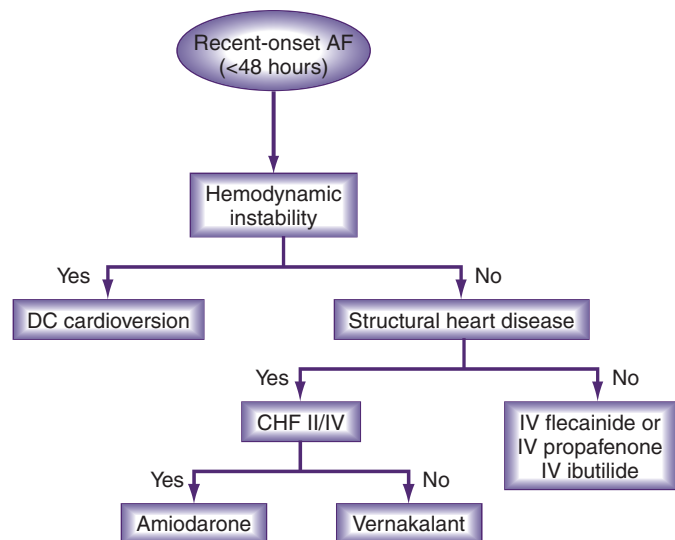 Recent-onset AF
(<48 hours)
Hemodynamic
instability
Yes
No
DC cardioversion
Structural heart disease
Yes
No
CHF II/IV
IV flecainide or
IV propafenone
IV ibutilide
Yes
No
Amiodarone
Vernakalant